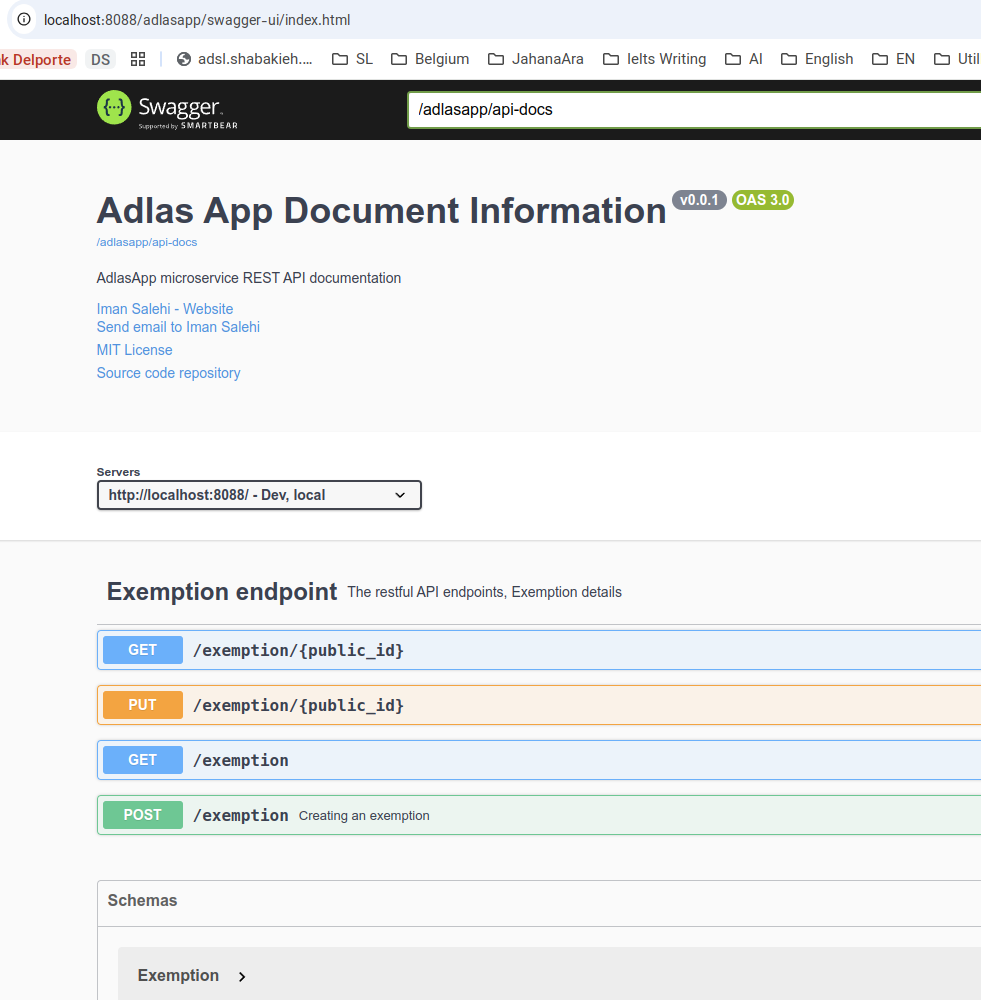 localhost:8088/adlasapp/swagger-ui/index.html
k Delporte DS adsl.shabakieh.... SL Belgium JahanaAra Ielts Writing AI English EN Util
{···} Swagger. /adlasapp/api-docs
Supported by SMARTBEAR
Adlas App Document Information v0.0.1 OAS 3.0
/adlasapp/api-docs
AdlasApp microservice REST API documentation
Iman Salehi - Website
Send email to Iman Salehi
MIT License
Source code repository
Servers
http://localhost:8088/ - Dev, local
Exemption endpoint The restful API endpoints, Exemption details
GET /exemption/{public_id}
PUT /exemption/{public_id}
GET /exemption
POST /exemption Creating an exemption
Schemas
Exemption